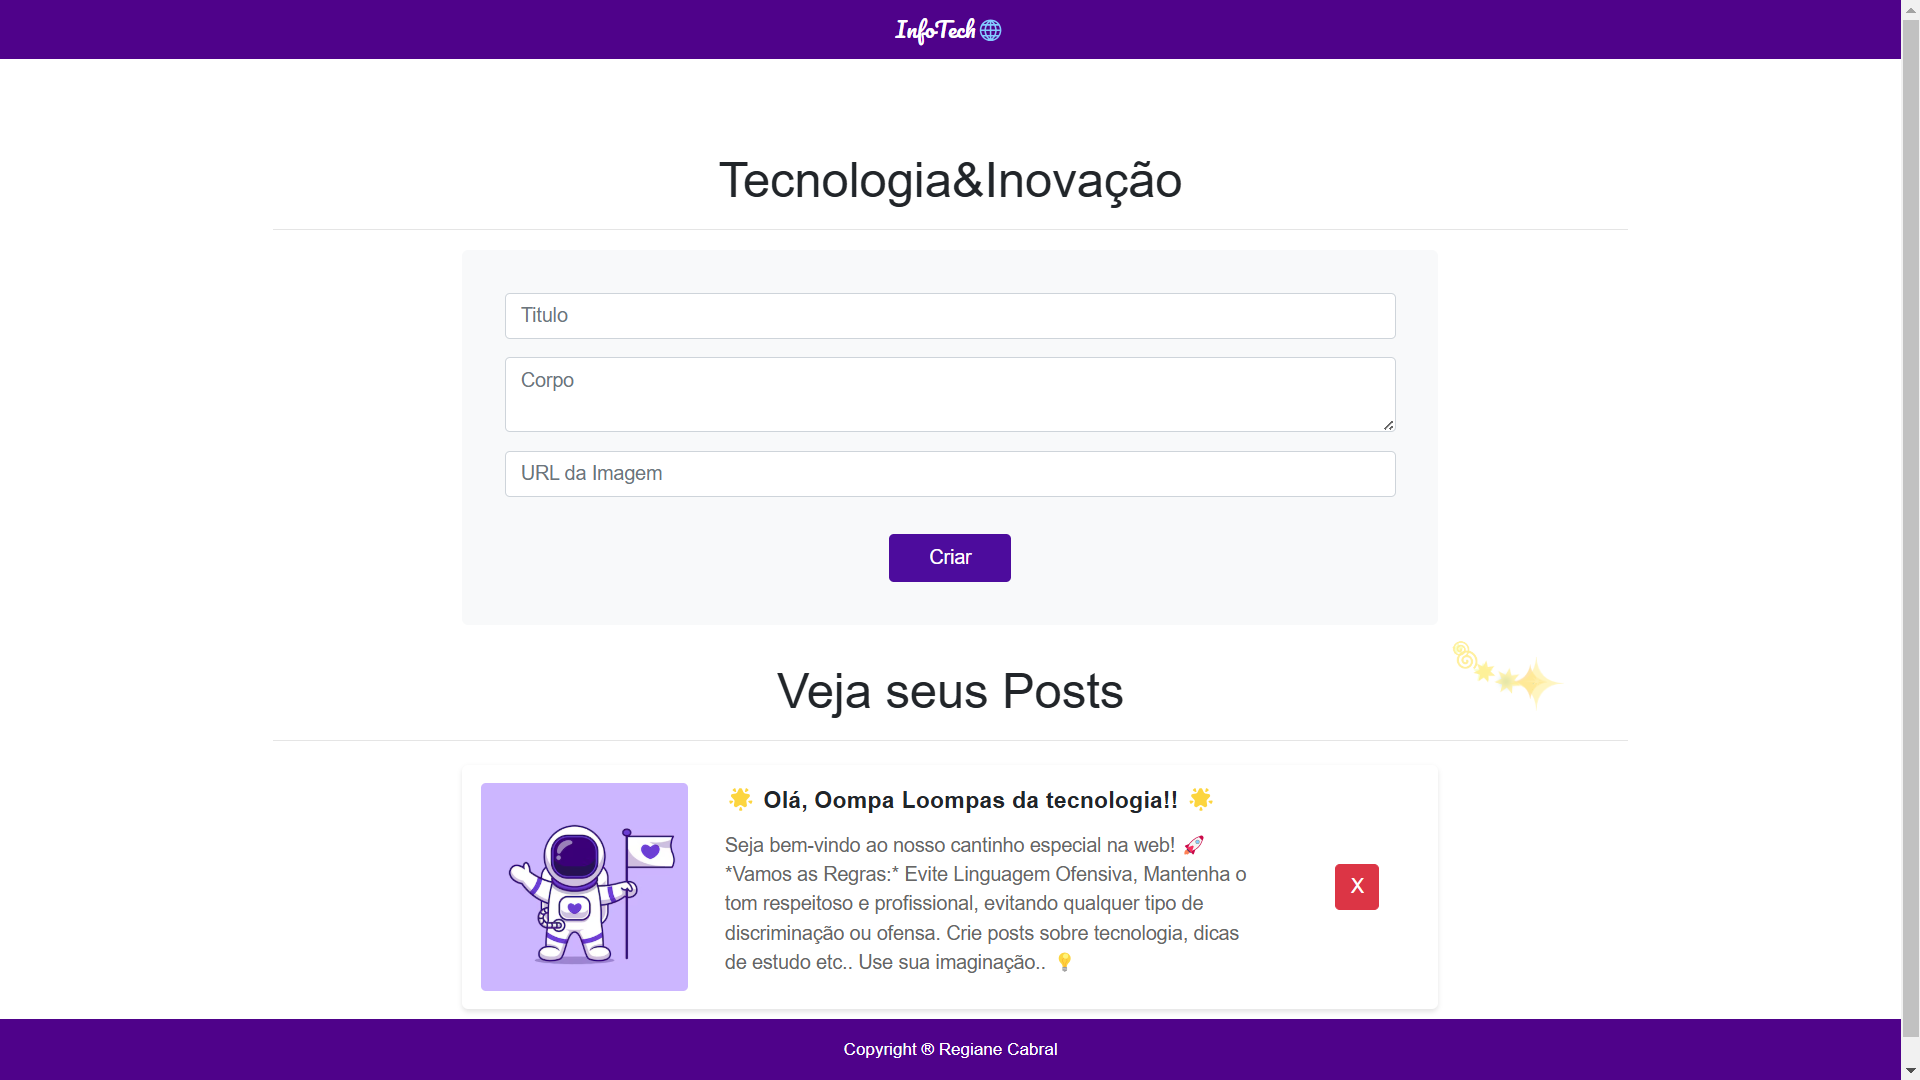 InfoTech🌐
Tecnologia&Inovação
Titulo
Corpo
URL da Imagem
Criar
Veja seus Posts
🌟 Olá, Oompa Loompas da tecnologia!! 🌟
Seja bem-vindo ao nosso cantinho especial na web! 🚀
*Vamos as Regras:* Evite Linguagem Ofensiva, Mantenha o
tom respeitoso e profissional, evitando qualquer tipo de
discriminação ou ofensa. Crie posts sobre tecnologia, dicas
de estudo etc.. Use sua imaginação.. 💡
X
Copyright ® Regiane Cabral